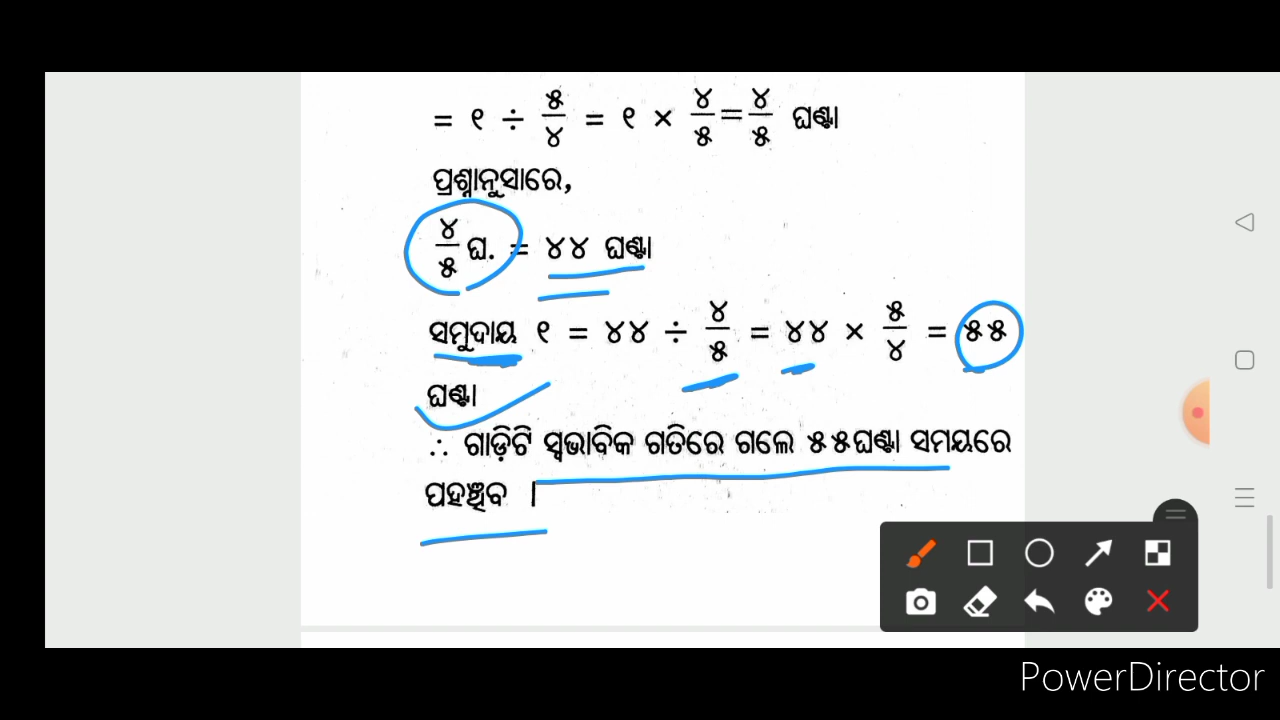 = ୧ ÷ ୫/୪ = ୧ × ୪/୫ = ୪/୫ ଘଣ୍ଟା
ପ୍ରଶ୍ନାନୁସାରେ,
୪/୫ ଘ. = ୪୪ ଘଣ୍ଟା
ସମୁଦାୟ ୧ = ୪୪ ÷ ୪/୫ = ୪୪ × ୫/୪ = ୫୫
ଘଣ୍ଟା
∴ ଗାଡ଼ିଟି ସ୍ୱଭାବିକ ଗତିରେ ଗଲେ ୫୫ଘଣ୍ଟା ସମୟରେ
ପହଞ୍ଚିବ ।
PowerDirector